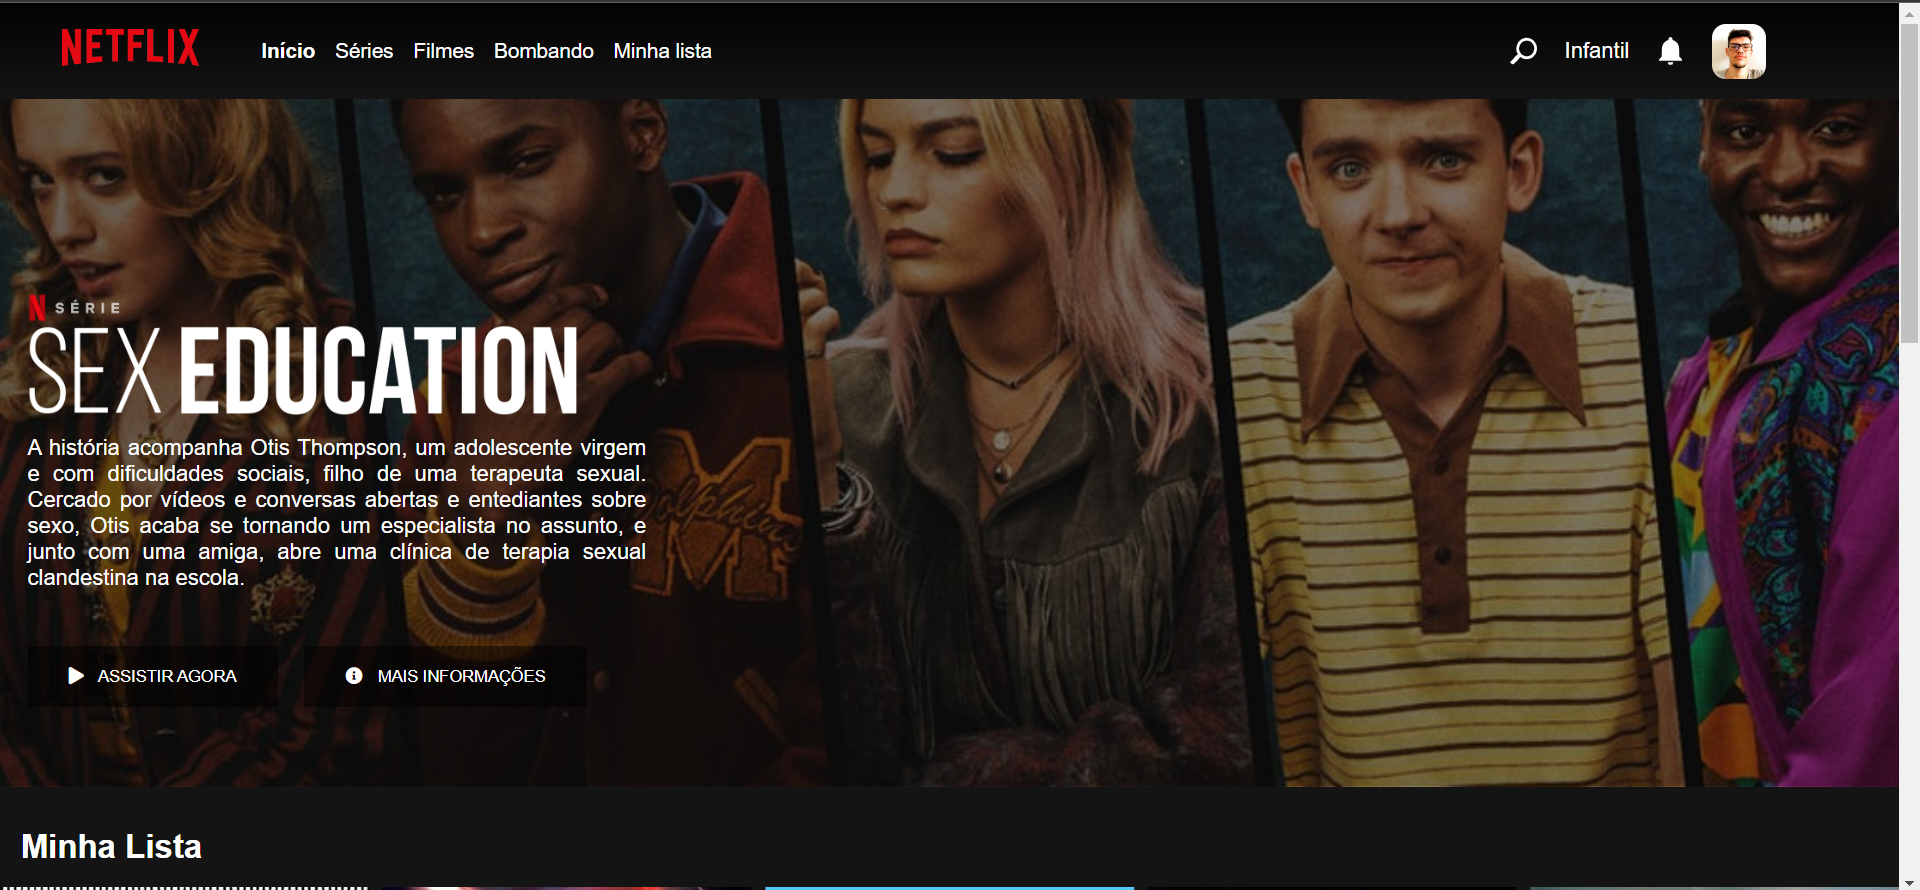 NETFLIX
Início Séries Filmes Bombando Minha lista
Infantil
N SÉRIE
SEX EDUCATION
A história acompanha Otis Thompson, um adolescente virgem
e com dificuldades sociais, filho de uma terapeuta sexual.
Cercado por vídeos e conversas abertas e entediantes sobre
sexo, Otis acaba se tornando um especialista no assunto, e
junto com uma amiga, abre uma clínica de terapia sexual
clandestina na escola.
M
ASSISTIR AGORA
MAIS INFORMAÇÕES
Minha Lista